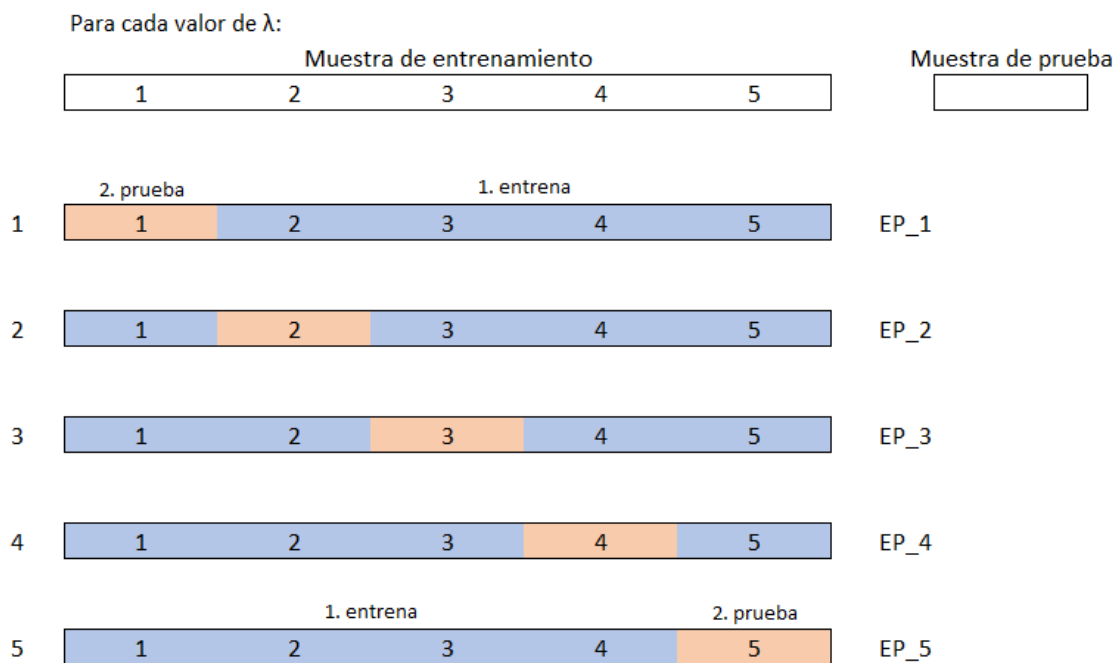 Para cada valor de λ:
Muestra de entrenamiento Muestra de prueba
1 2 3 4 5
2. prueba 1. entrena
1 1 2 3 4 5 EP_1
2 1 2 3 4 5 EP_2
3 1 2 3 4 5 EP_3
4 1 2 3 4 5 EP_4
1. entrena 2. prueba
5 1 2 3 4 5 EP_5